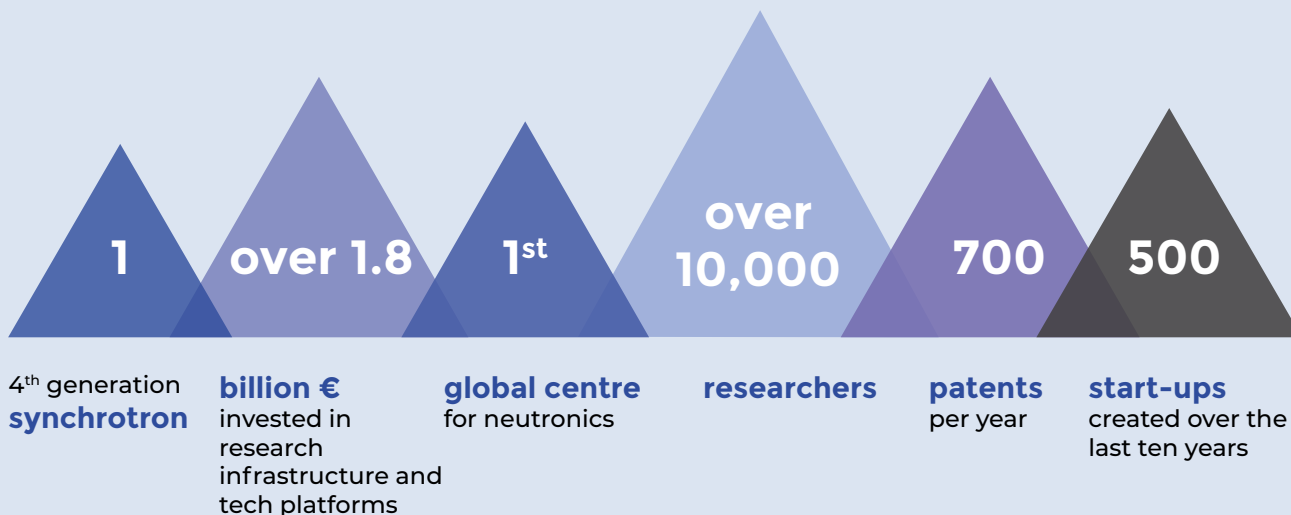 1
over 1.8
1st
over
10,000
700
500
4th generation
synchrotron
billion €
invested in
research
infrastructure and
tech platforms
global centre
for neutronics
researchers
patents
per year
start-ups
created over the
last ten years